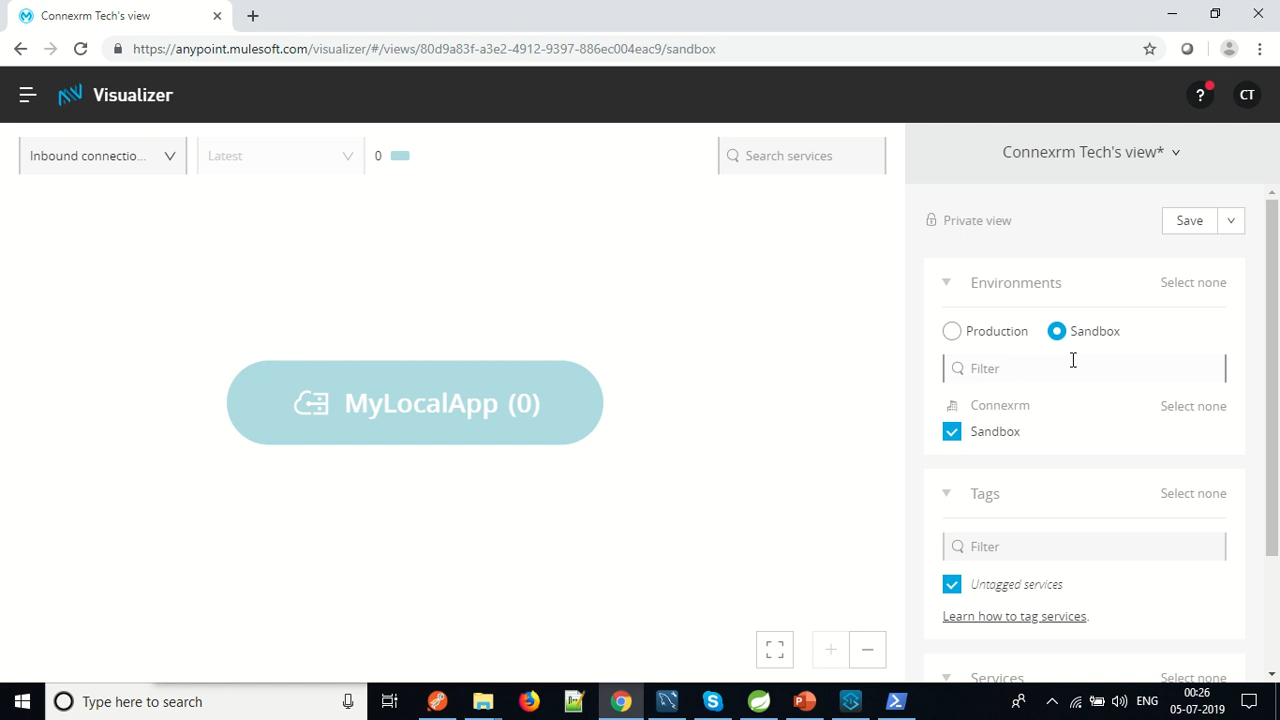 Connexrm Tech's view
https://anypoint.mulesoft.com/visualizer/#/views/80d9a83f-a3e2-4912-9397-886ec004eac9/sandbox
Visualizer
?
CT
Inbound connectio...
Latest
0
Search services
Connexrm Tech's view*
Private view
Save
Environments
Select none
Production
Sandbox
Filter
Connexrm
Select none
Sandbox
MyLocalApp (0)
Tags
Select none
Filter
Untagged services
Learn how to tag services.
Services
Select none
Type here to search
ENG
00:26
05-07-2019